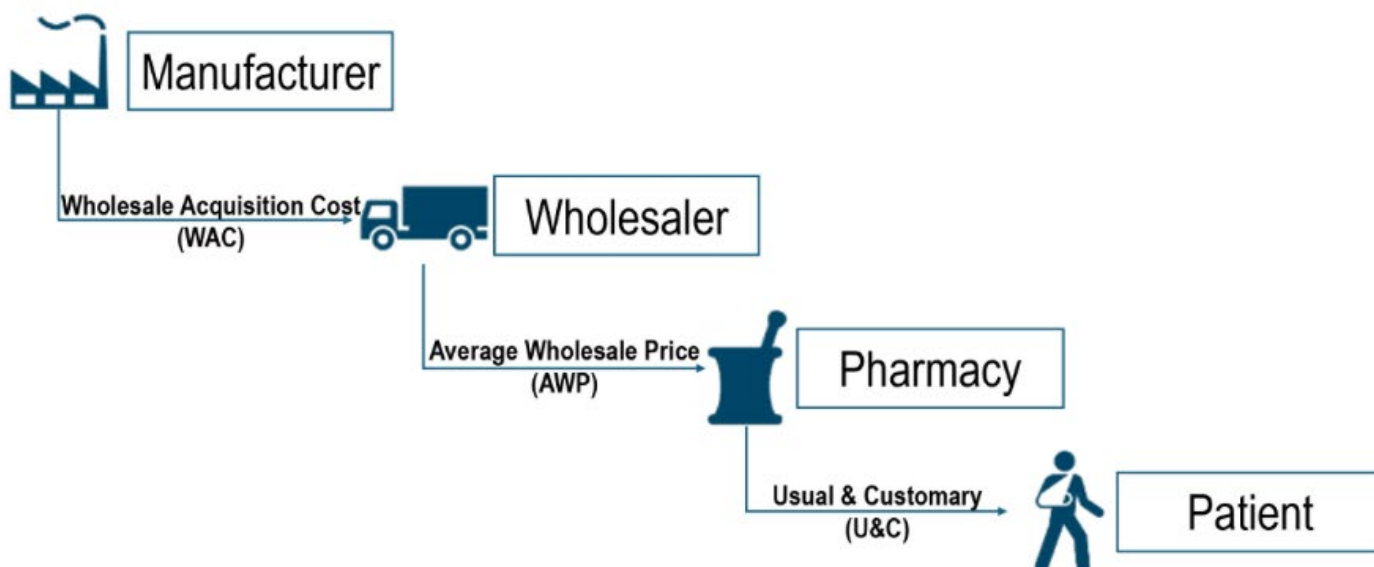 Manufacturer
Wholesale Acquisition Cost
(WAC)
Wholesaler
Average Wholesale Price
(AWP)
Pharmacy
Usual & Customary
(U&C)
Patient